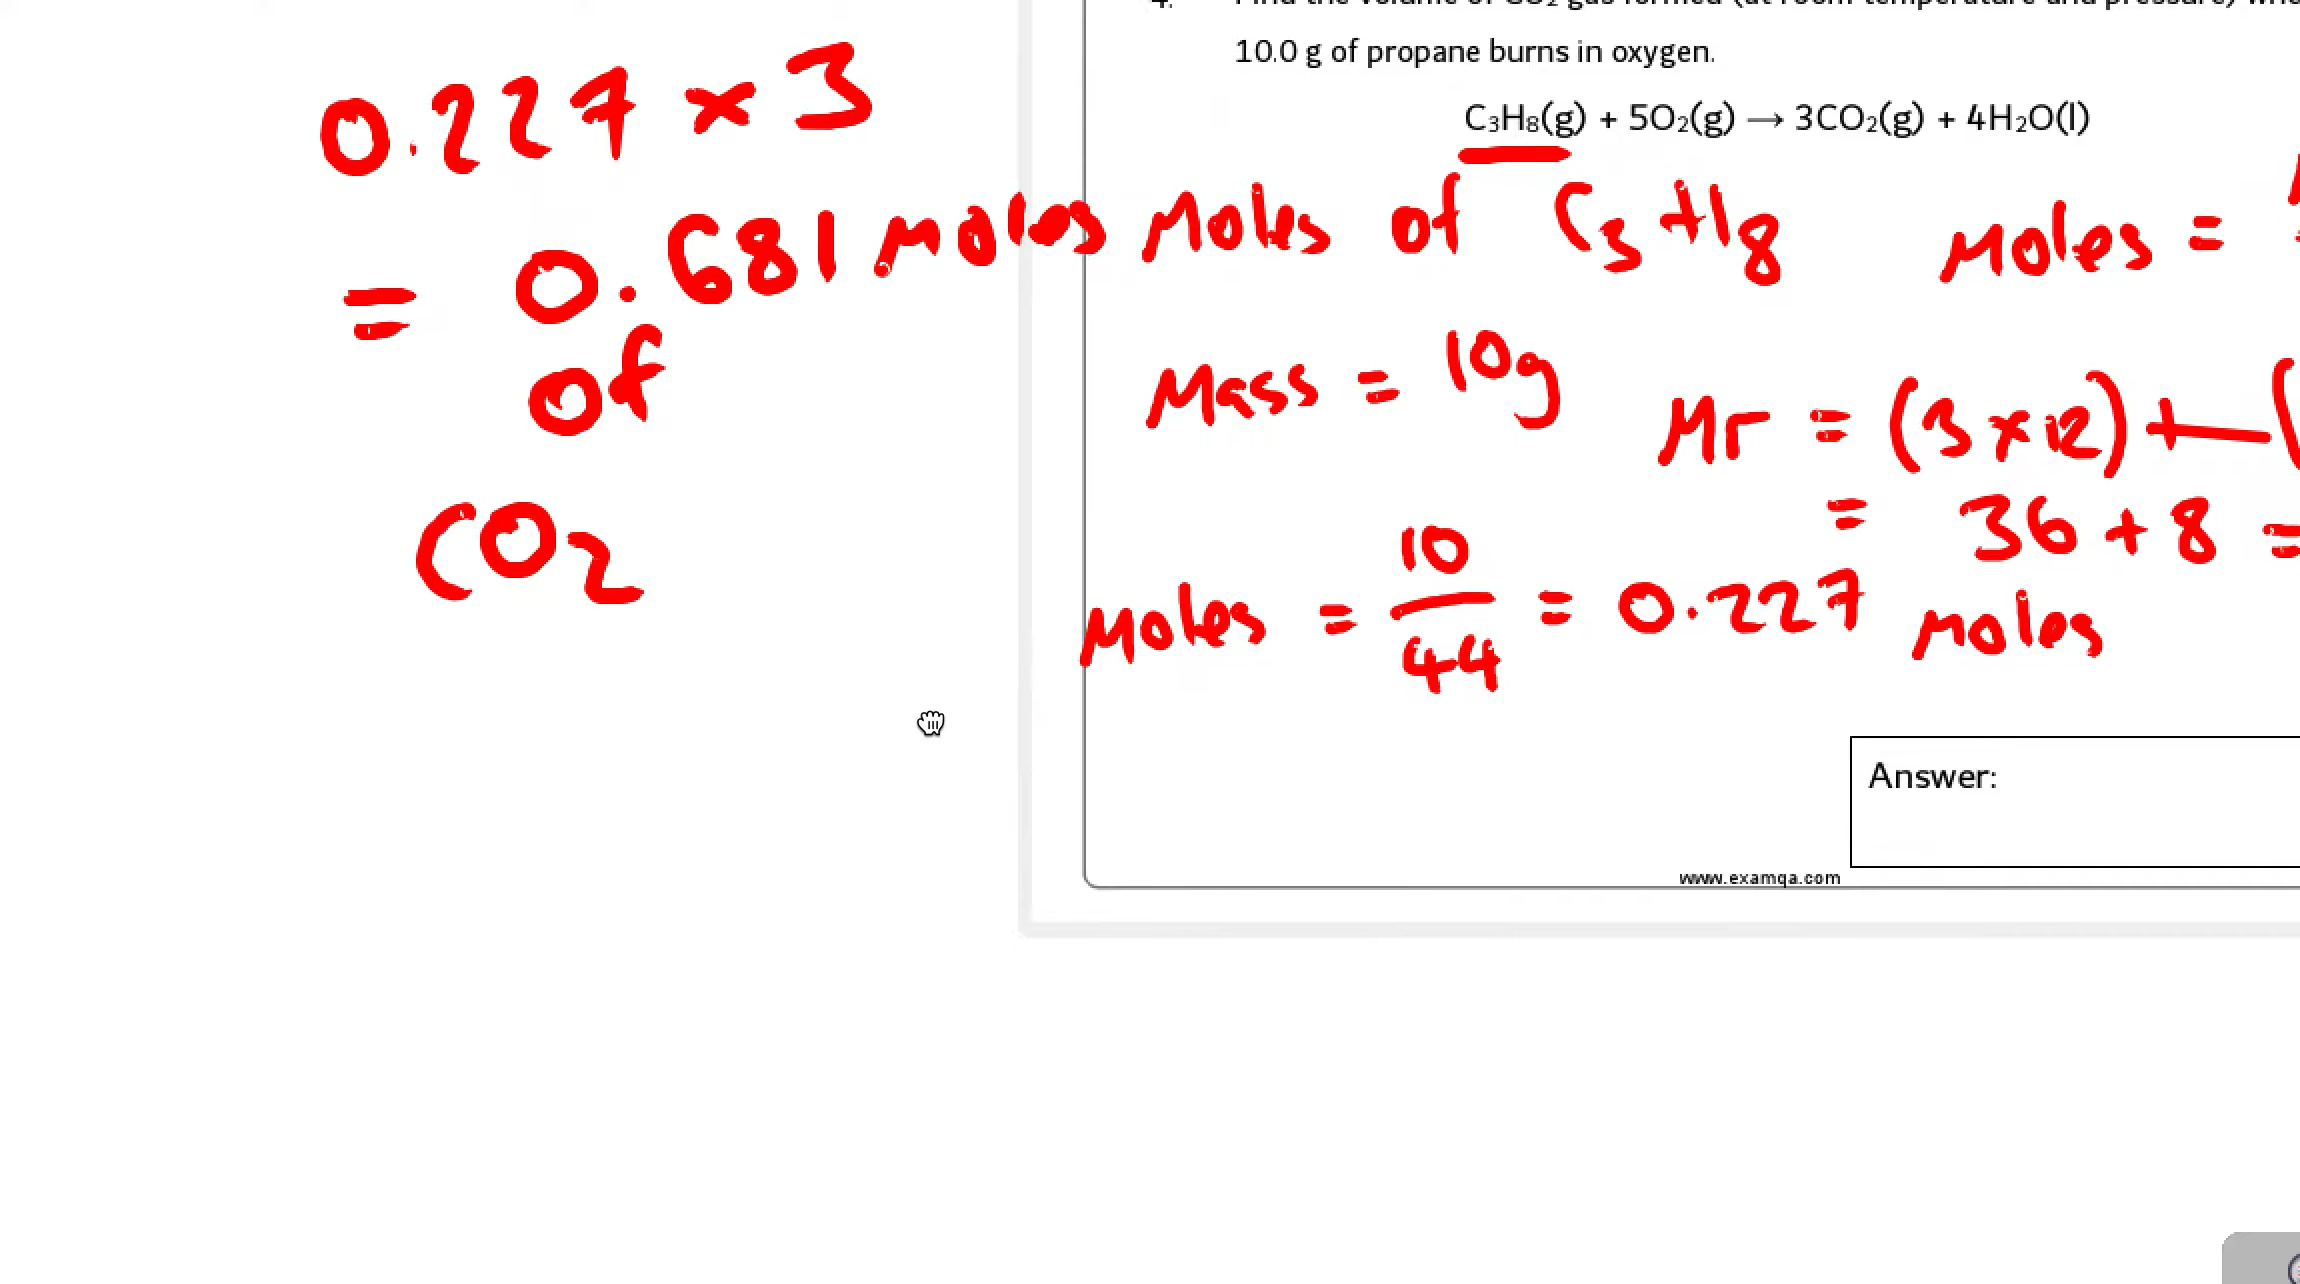 10.0 g of propane burns in oxygen.
C₃H₈(g) + 5O₂(g) → 3CO₂(g) + 4H₂O(l)
0.227 × 3
= 0.681 moles
of
CO₂
Moles of C₃H₈
Moles =
Mass = 10g
Mr = (3×12) + (
= 36 + 8 =
Moles = 10/44 = 0.227 moles
Answer:
www.examqa.com